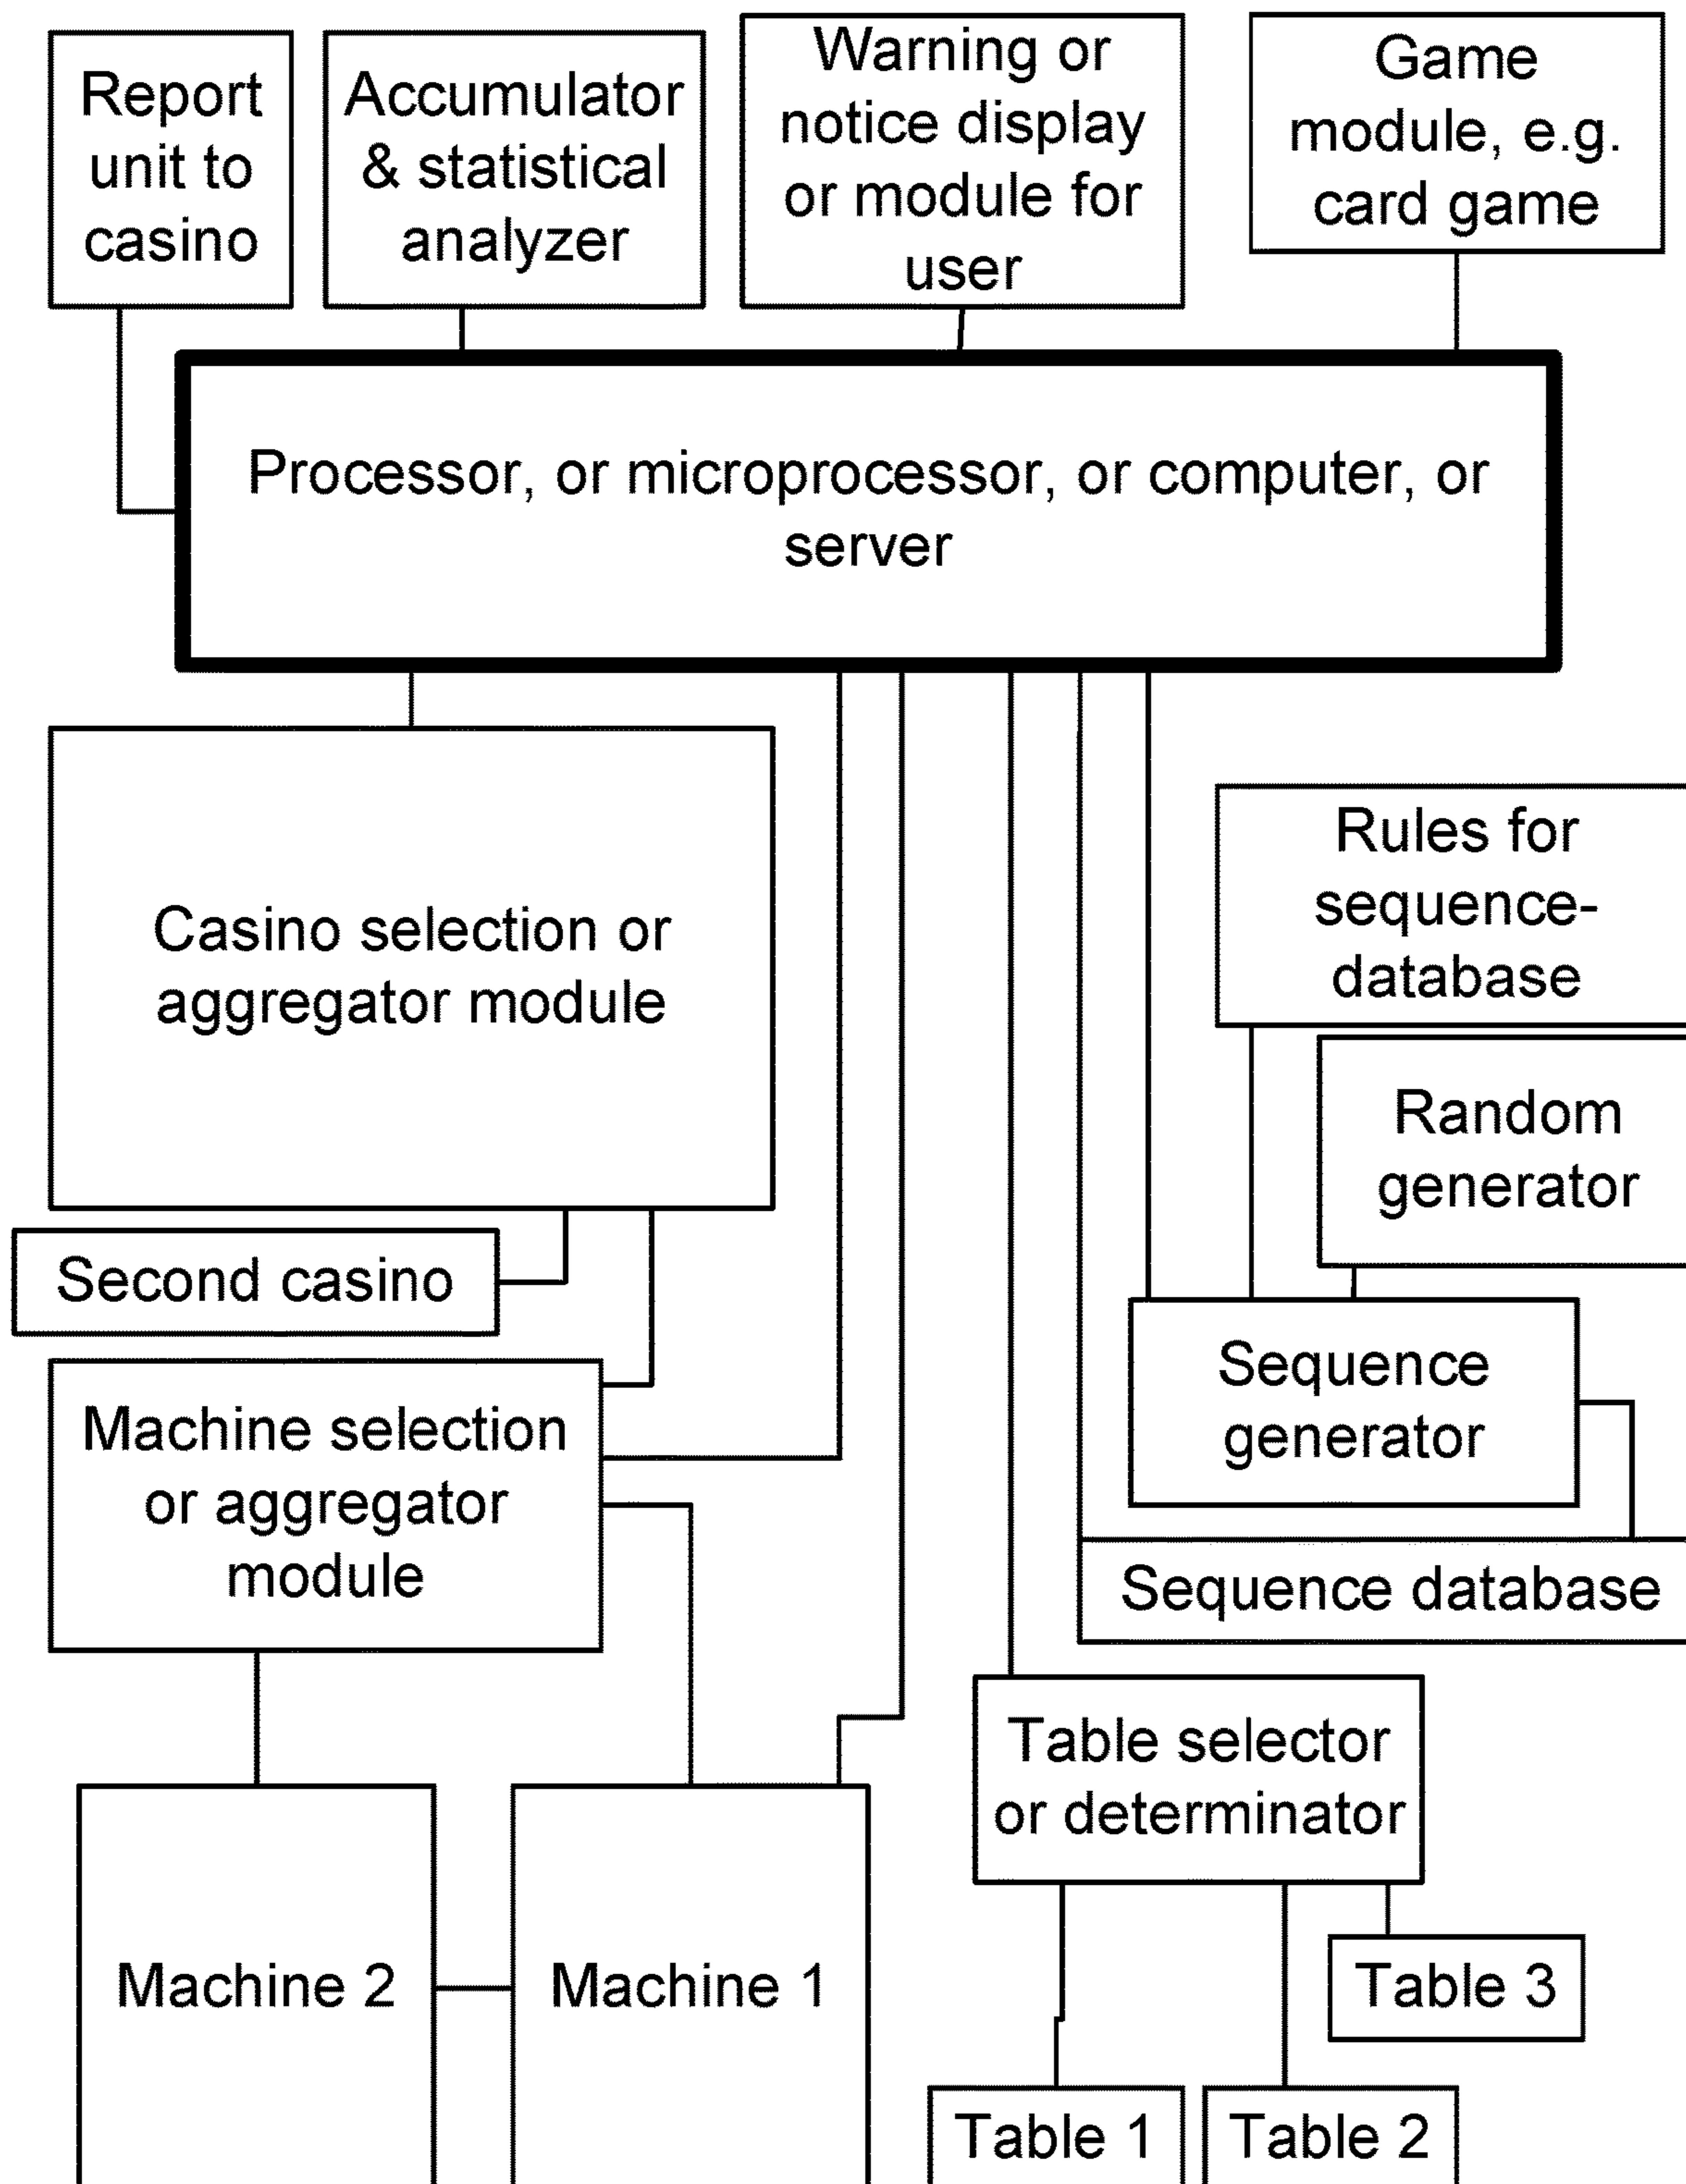 Report
unit to
casino
Accumulator
& statistical
analyzer
Warning or
notice display
or module for
user
Game
module, e.g.
card game
Processor, or microprocessor, or computer, or
server
Casino selection or
aggregator module
Rules for
sequence-
database
Random
generator
Second casino
Sequence
generator
Machine selection
or aggregator
module
Sequence database
Table selector
or determinator
Machine 2
Machine 1
Table 3
Table 1
Table 2